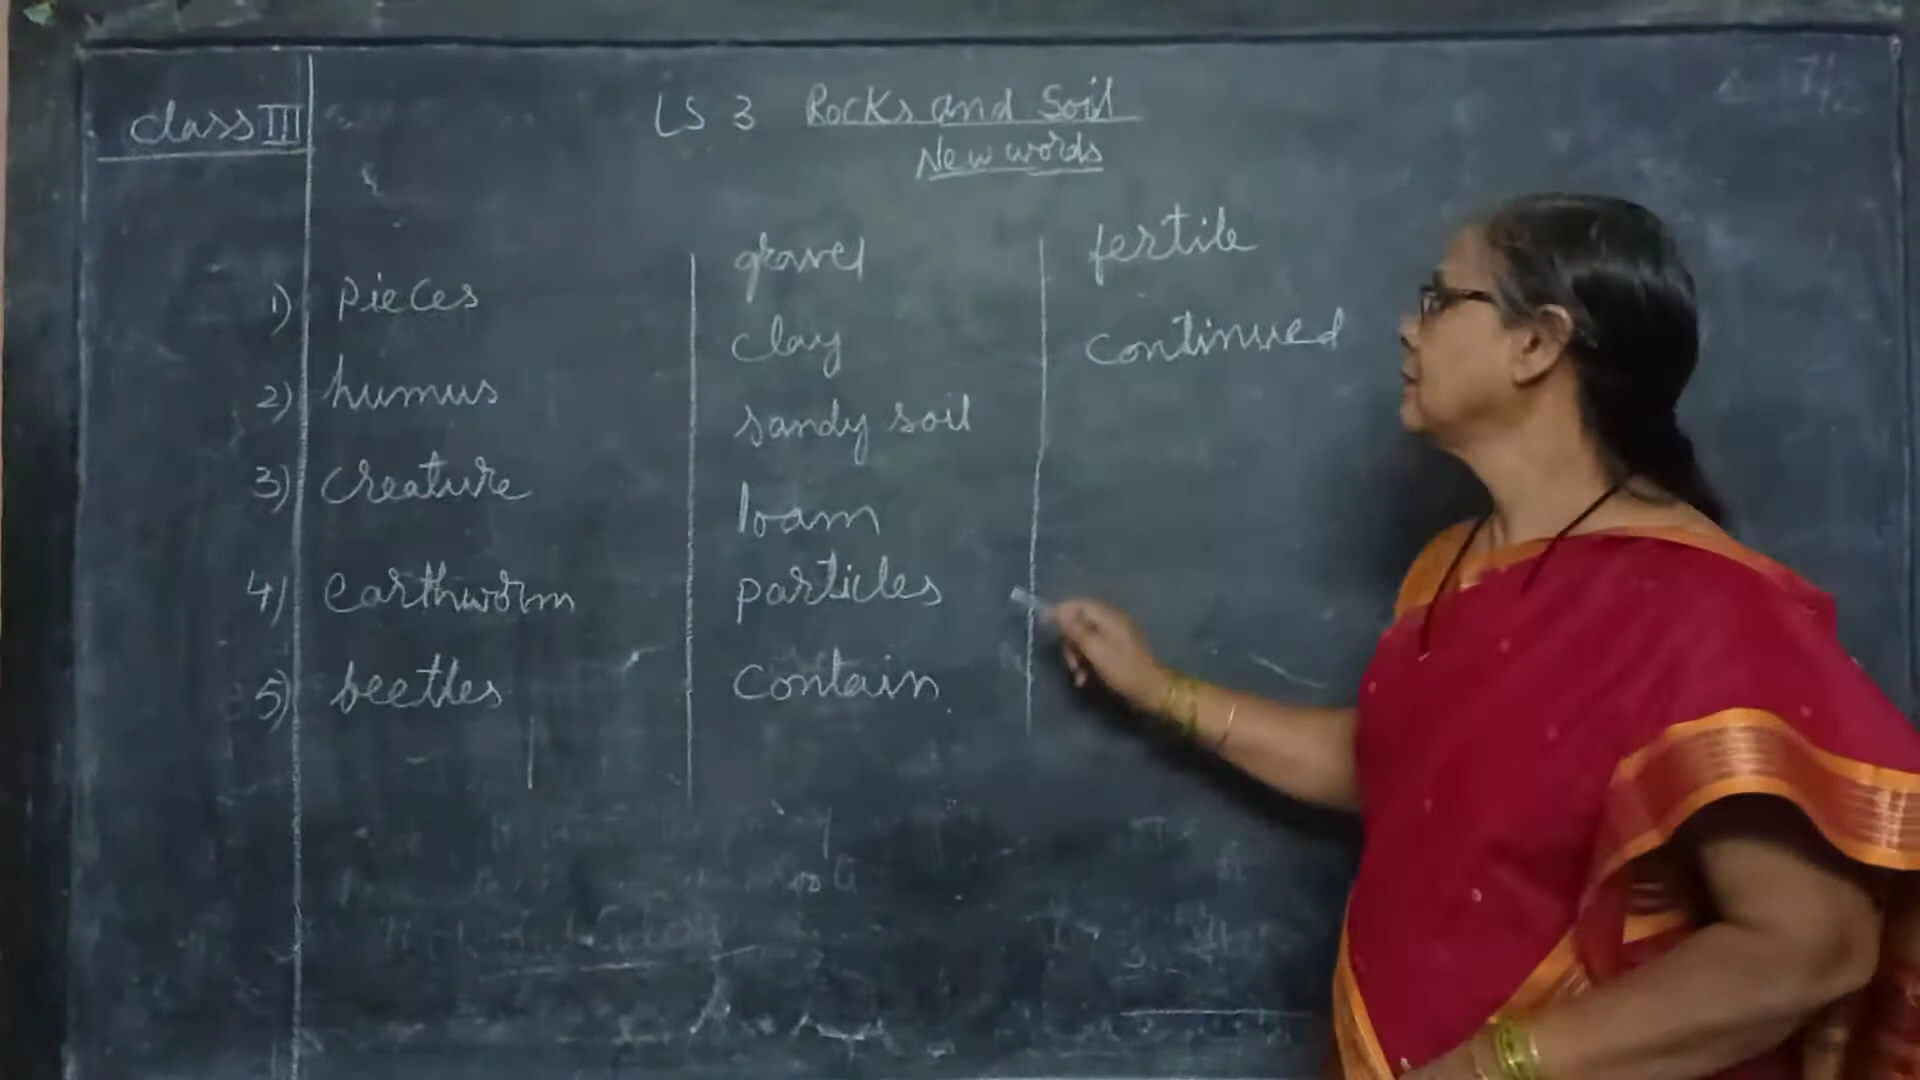 class III
LS 3 Rocks and Soil
New words
1) Pieces
2) humus
3) creature
4) earthworm
5) beetles
gravel
clay
sandy soil
loam
particles
contain
fertile
continued